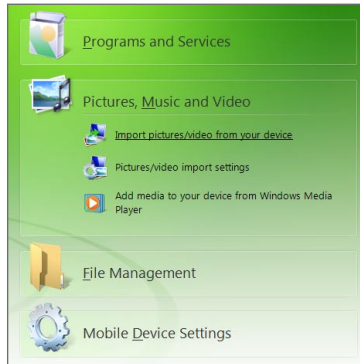 Programs and Services
Pictures, Music and Video
Import pictures/video from your device
Pictures/video import settings
Add media to your device from Windows Media
Player
File Management
Mobile Device Settings